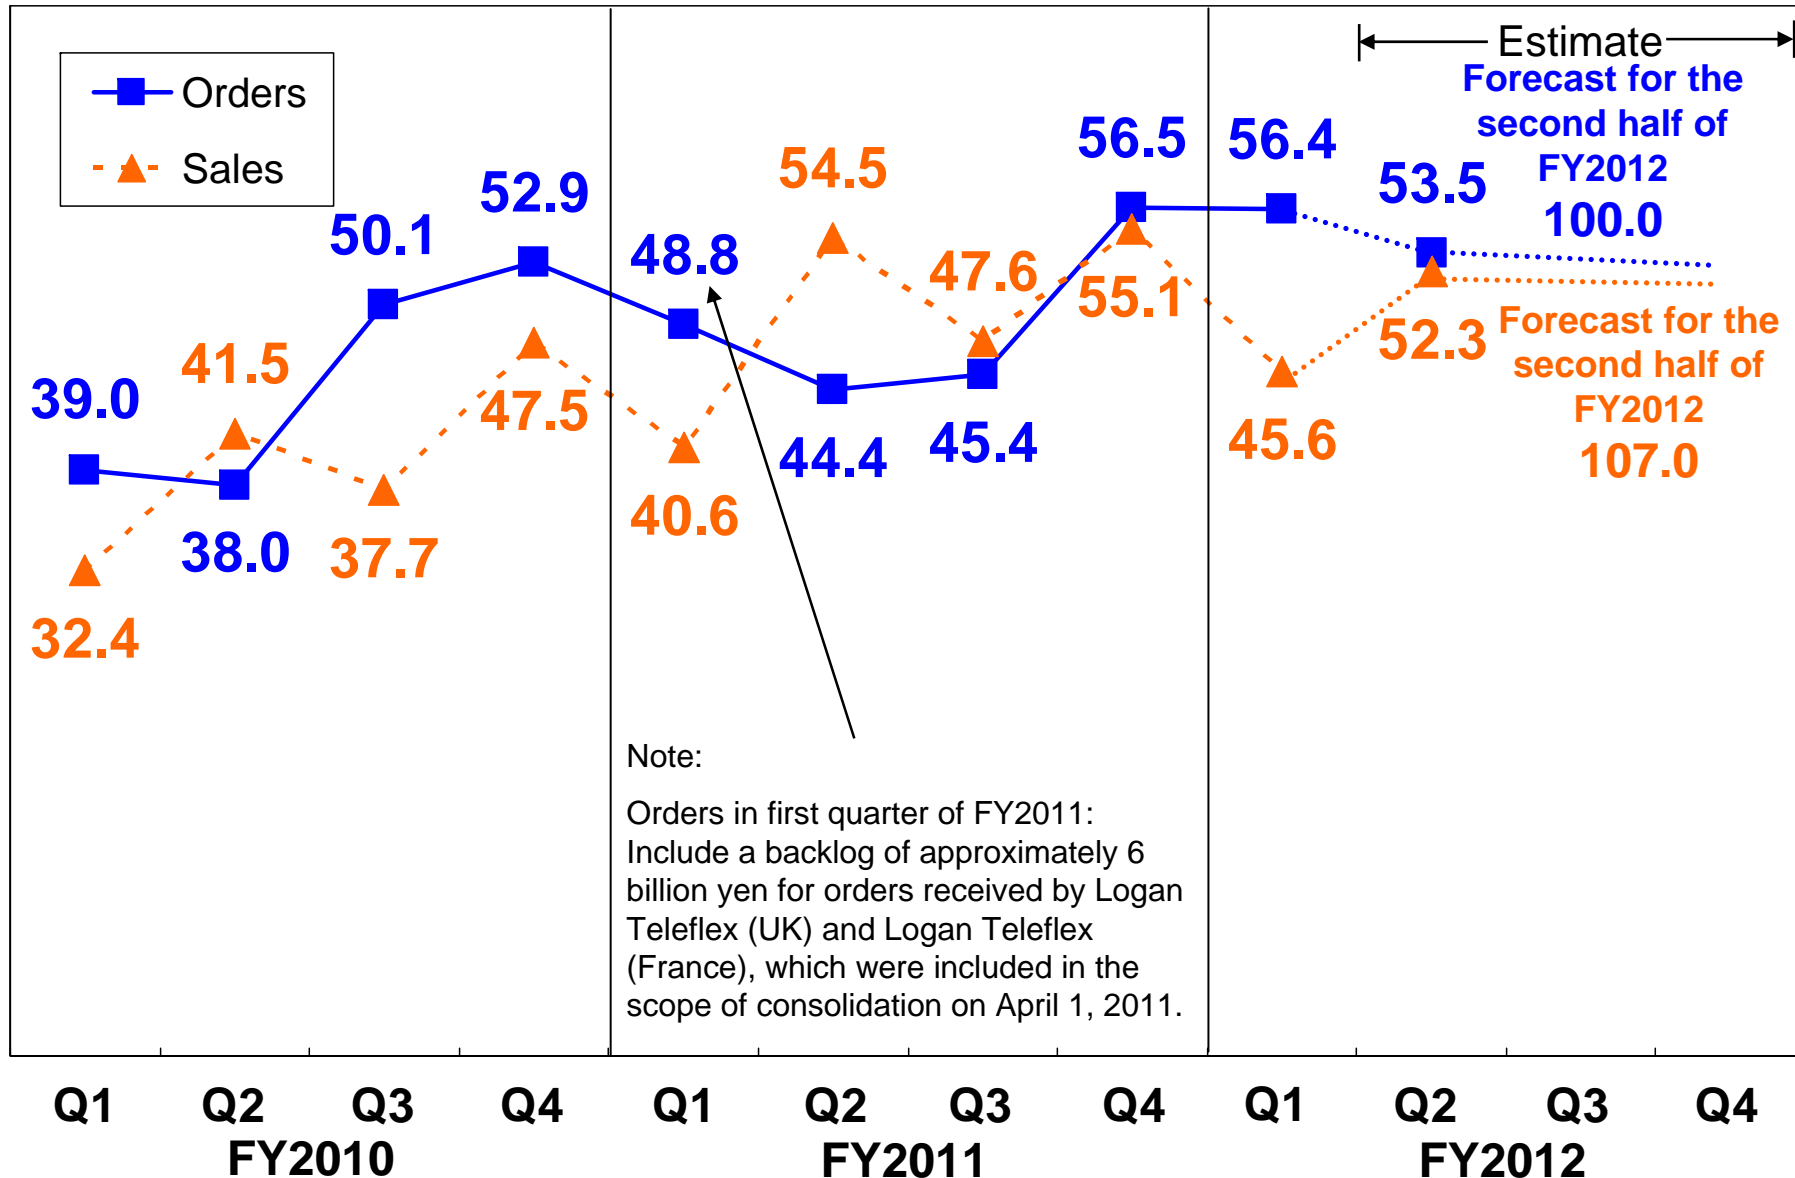 Orders
Sales
Estimate
Forecast for the
second half of
FY2012
100.0
39.0
38.0
50.1
52.9
48.8
44.4
45.4
56.5
56.4
53.5
32.4
41.5
37.7
47.5
40.6
54.5
47.6
55.1
45.6
52.3
Forecast for the
second half of
FY2012
107.0
Note:
Orders in first quarter of FY2011:
Include a backlog of approximately 6
billion yen for orders received by Logan
Teleflex (UK) and Logan Teleflex
(France), which were included in the
scope of consolidation on April 1, 2011.
Q1 Q2 Q3 Q4 Q1 Q2 Q3 Q4 Q1 Q2 Q3 Q4
FY2010 FY2011 FY2012